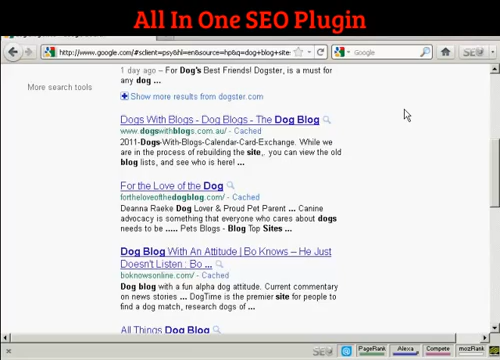 All In One SEO Plugin
http://www.google.com/#sclient=psy&hl=en&source=hp&q=dog+blog+site
Google
SEO
1 day ago – For Dog's Best Friends! Dogster, is a must for
any dog ...
More search tools
Show more results from dogster.com
Dogs With Blogs - Dog Blogs - The Dog Blog
www.dogswithblogs.com.au/ - Cached
2011-Dogs-With-Blogs-Calendar-Card-Exchange. While we
are in the process of rebuilding the site,. you can view the old
blog lists, and see who is here! ...
For the Love of the Dog
fortheloveofthedogblog.com/ - Cached
Deanna Raeke Dog Lover & Proud Pet Parent ... Canine
advocacy is something that everyone who cares about dogs
needs to be ..... Pets Blogs - Blog Top Sites ...
Dog Blog With An Attitude | Bo Knows – He Just
Doesn't Listen : Bo ...
boknowsonline.com/ - Cached
Dog blog with a fun alpha dog attitude. Current commentary
on news stories ... DogTime is the premier site for people to
find a dog match, research dogs of ...
All Things Dog Blog
SEO PageRank Alexa Compete mozRank